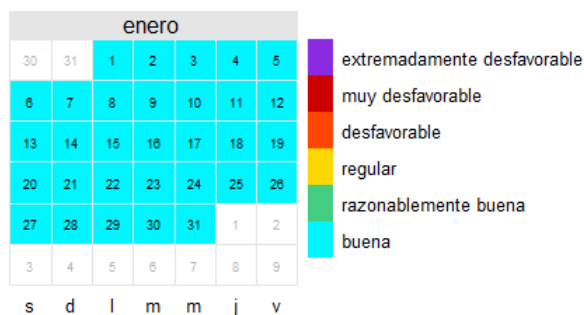 enero
30 31 1 2 3 4 5
6 7 8 9 10 11 12
13 14 15 16 17 18 19
20 21 22 23 24 25 26
27 28 29 30 31 1 2
3 4 5 6 7 8 9
s d l m m j v
extremadamente desfavorable
muy desfavorable
desfavorable
regular
razonablemente buena
buena